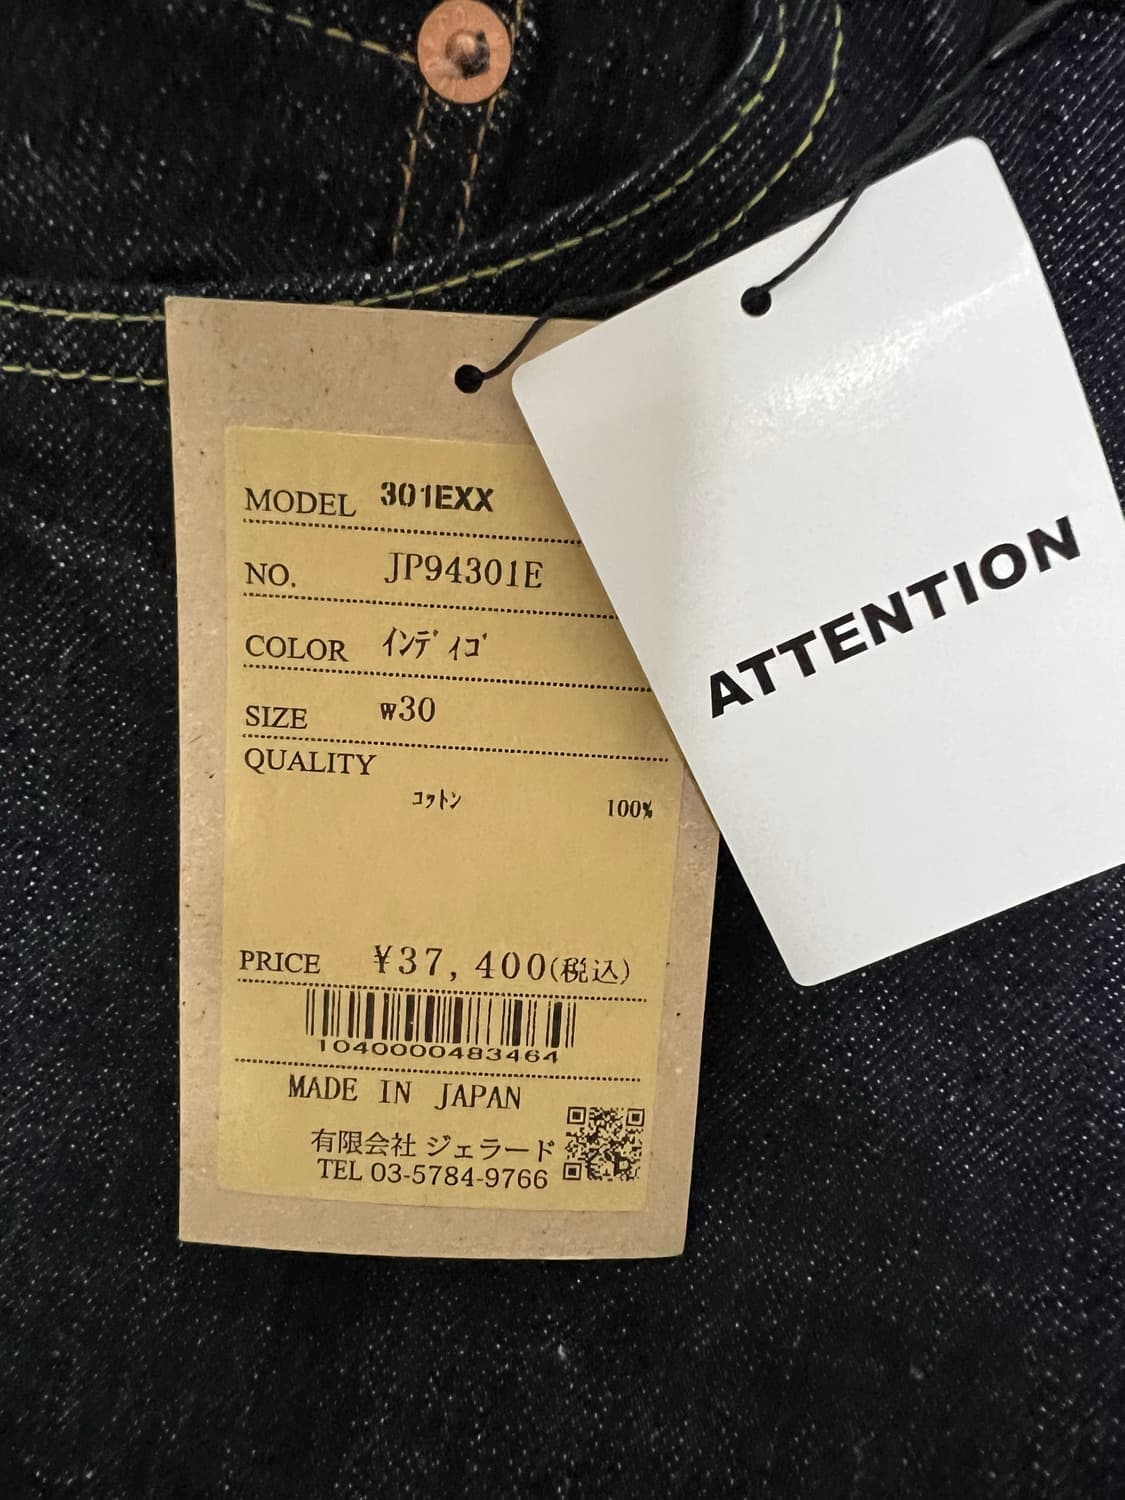 MODEL 301EXX
NO. JP94301E
COLOR インディゴ
SIZE w30
QUALITY
コットン 100%
PRICE ¥37,400(税込)
1040000483464
MADE IN JAPAN
有限会社 ジェラード
TEL 03-5784-9766
ATTENTION